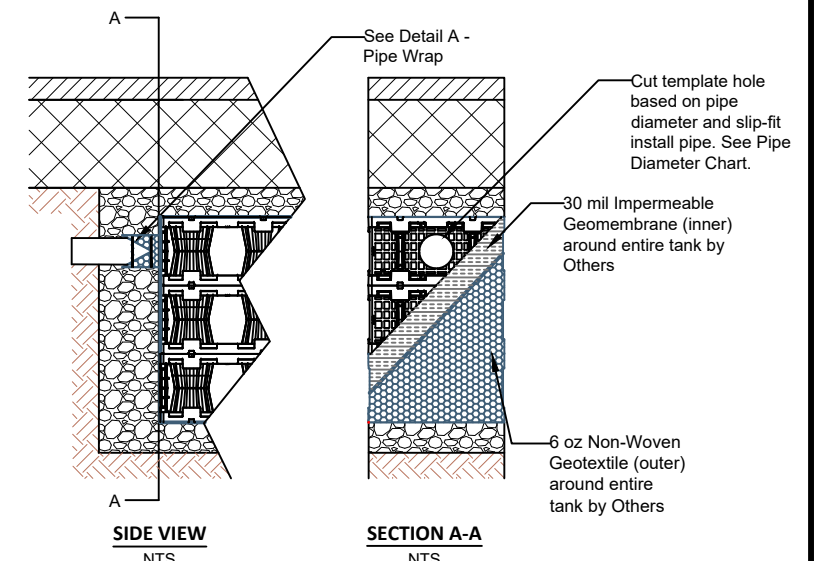 A
See Detail A -
Pipe Wrap
Cut template hole
based on pipe
diameter and slip-fit
install pipe. See Pipe
Diameter Chart.
30 mil Impermeable
Geomembrane (inner)
around entire tank by
Others
6 oz Non-Woven
Geotextile (outer)
around entire
tank by Others
A
SIDE VIEW
NTS
SECTION A-A
NTS